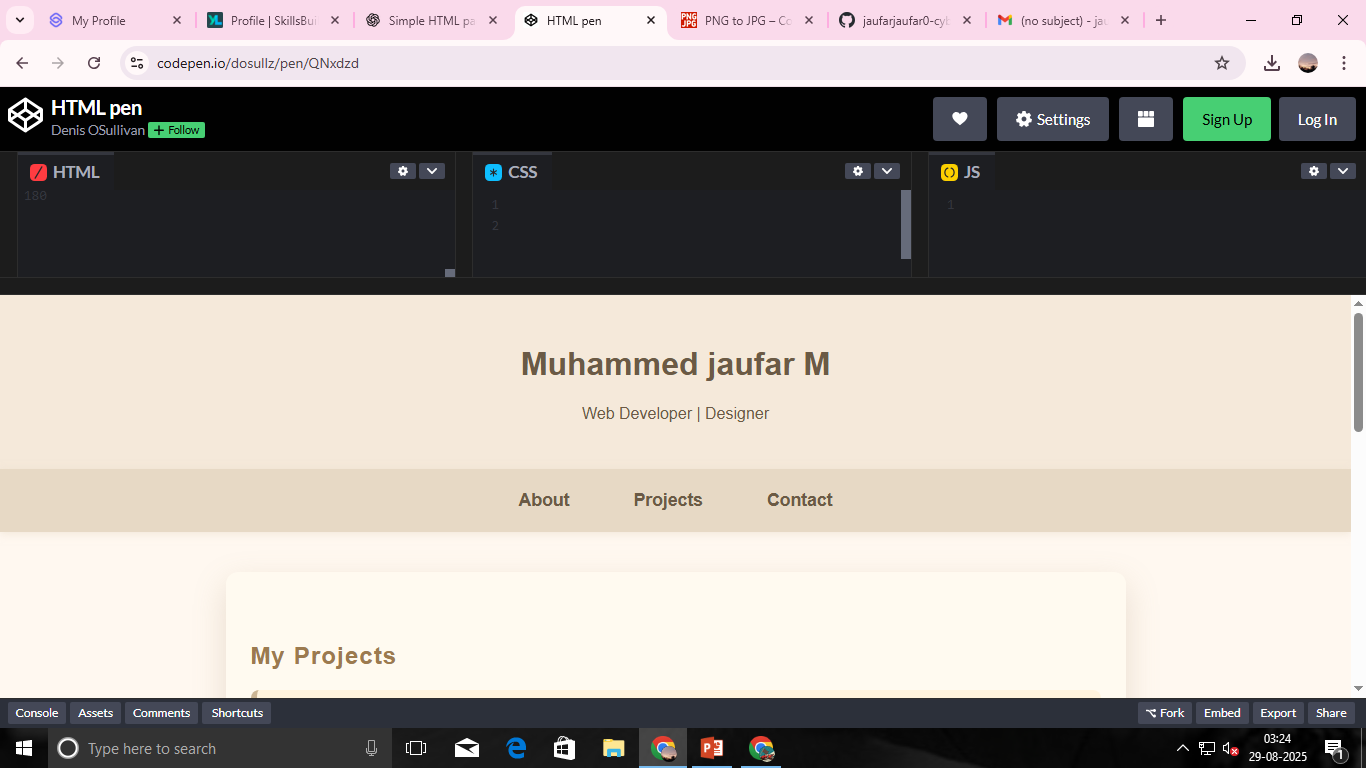 My Profile
Profile | SkillsBui
Simple HTML pa
HTML pen
PNG to JPG – Co
jaufarjaufar0-cyb
(no subject) - jau
codepen.io/dosullz/pen/QNxdzd
HTML pen
Denis OSullivan + Follow
Settings
Sign Up
Log In
HTML
CSS
JS
180
1
2
1
Muhammed jaufar M
Web Developer | Designer
About Projects Contact
My Projects
Console Assets Comments Shortcuts
Fork Embed Export Share
Type here to search
03:24
29-08-2025
1